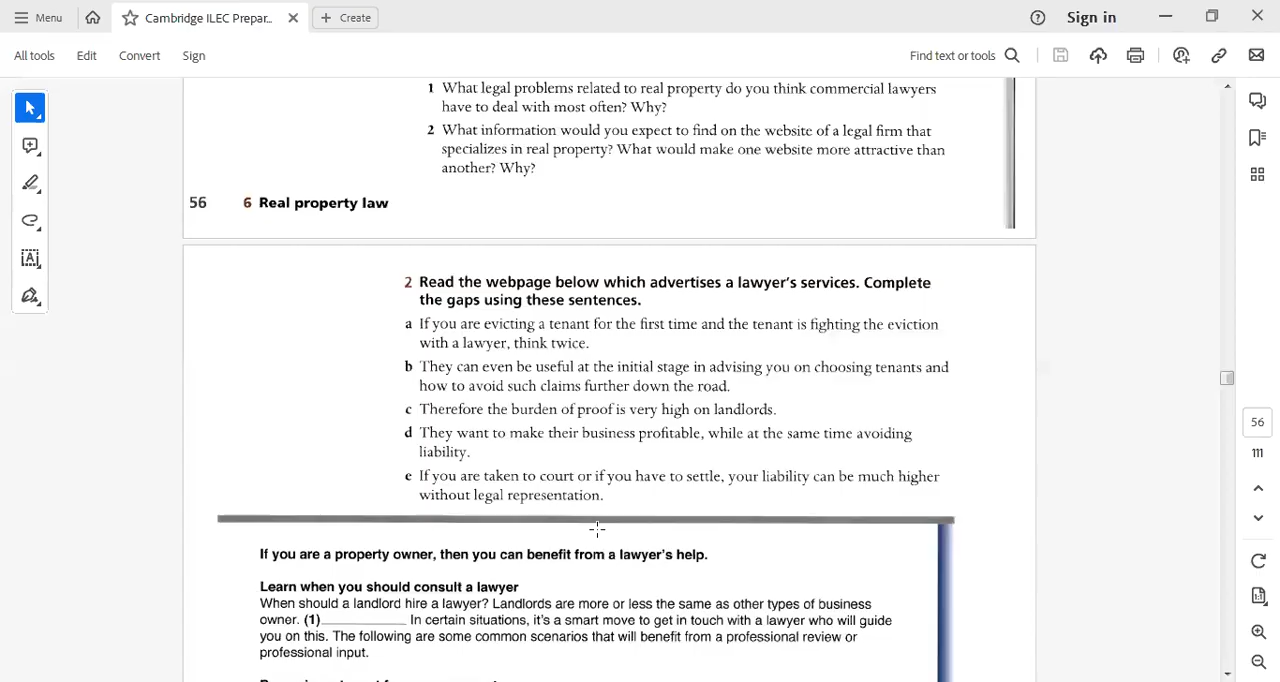 Menu
Cambridge ILEC Prepar...
Create
Sign in
All tools
Edit
Convert
Sign
Find text or tools
1 What legal problems related to real property do you think commercial lawyers
have to deal with most often? Why?
2 What information would you expect to find on the website of a legal firm that
specializes in real property? What would make one website more attractive than
another? Why?
56 6 Real property law
2 Read the webpage below which advertises a lawyer's services. Complete
the gaps using these sentences.
a If you are evicting a tenant for the first time and the tenant is fighting the eviction
with a lawyer, think twice.
b They can even be useful at the initial stage in advising you on choosing tenants and
how to avoid such claims further down the road.
c Therefore the burden of proof is very high on landlords.
d They want to make their business profitable, while at the same time avoiding
liability.
e If you are taken to court or if you have to settle, your liability can be much higher
without legal representation.
If you are a property owner, then you can benefit from a lawyer's help.
Learn when you should consult a lawyer
When should a landlord hire a lawyer? Landlords are more or less the same as other types of business
owner. (1)____________ In certain situations, it's a smart move to get in touch with a lawyer who will guide
you on this. The following are some common scenarios that will benefit from a professional review or
professional input.
56
111